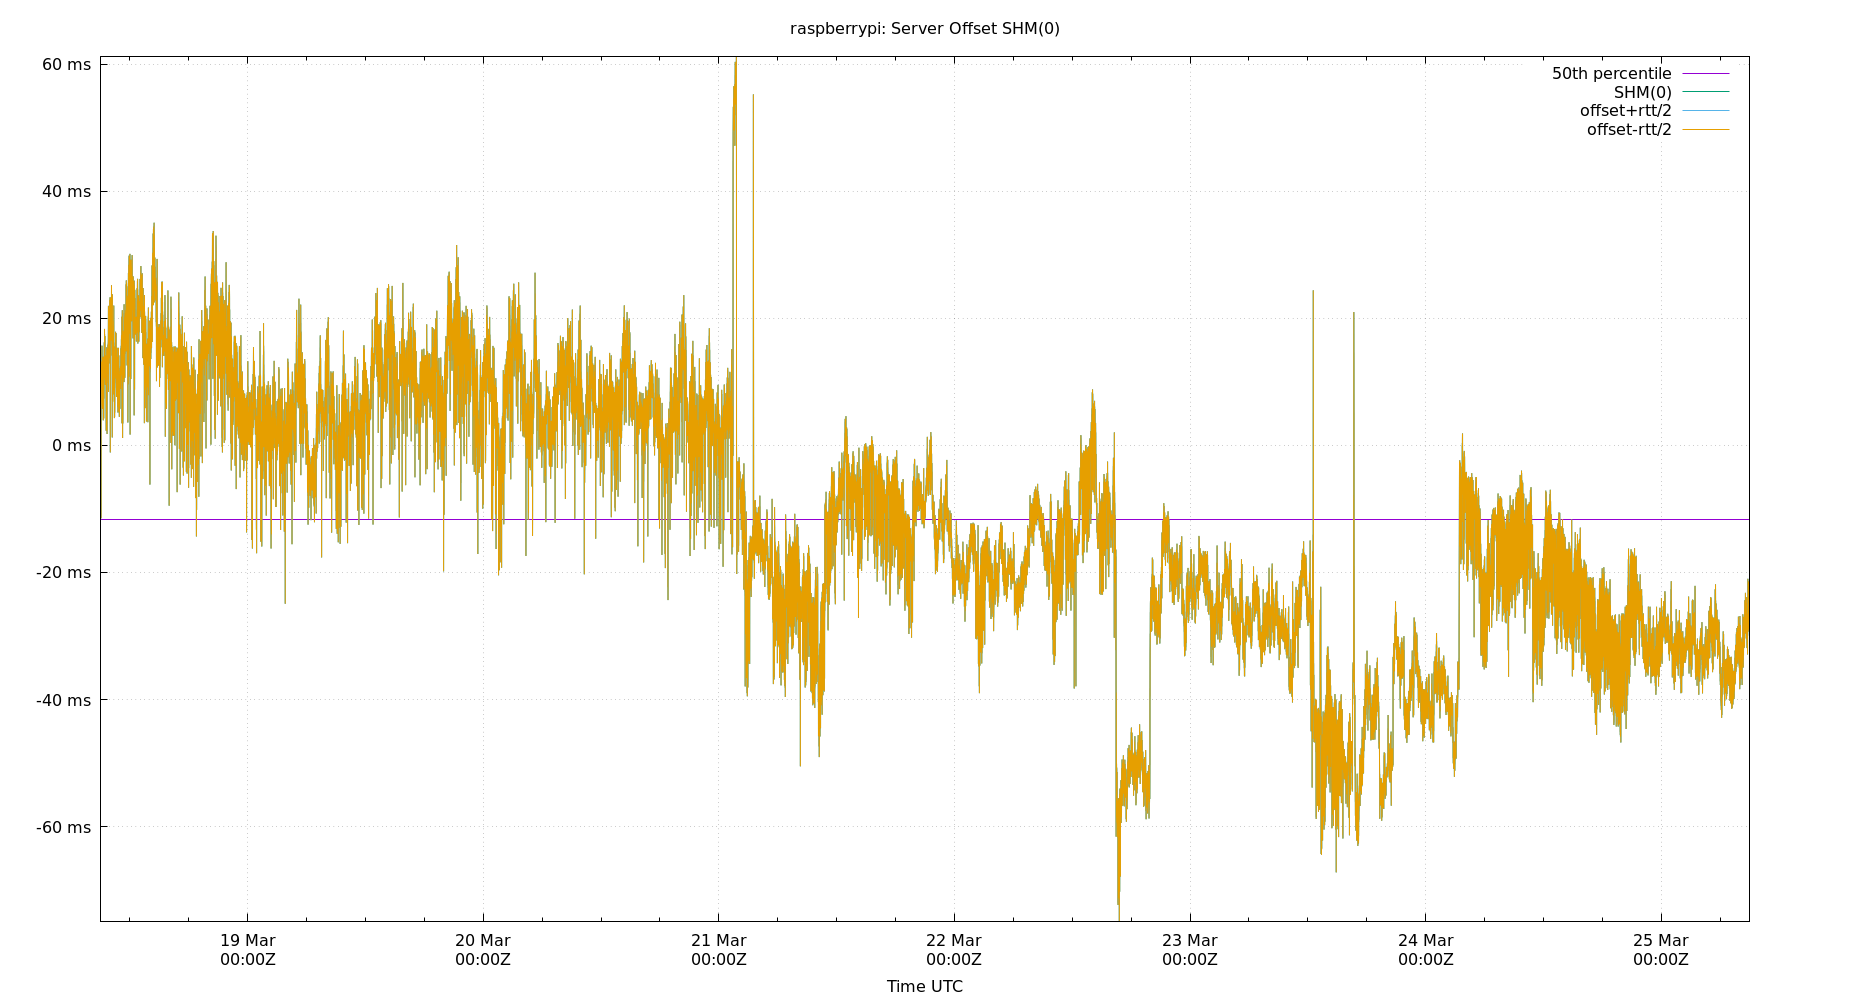 raspberrypi: Server Offset SHM(0)
60 ms
40 ms
20 ms
0 ms
-20 ms
-40 ms
-60 ms
50th percentile
SHM(0)
offset+rtt/2
offset-rtt/2
19 Mar
00:00Z
20 Mar
00:00Z
21 Mar
00:00Z
22 Mar
00:00Z
23 Mar
00:00Z
24 Mar
00:00Z
25 Mar
00:00Z
Time UTC